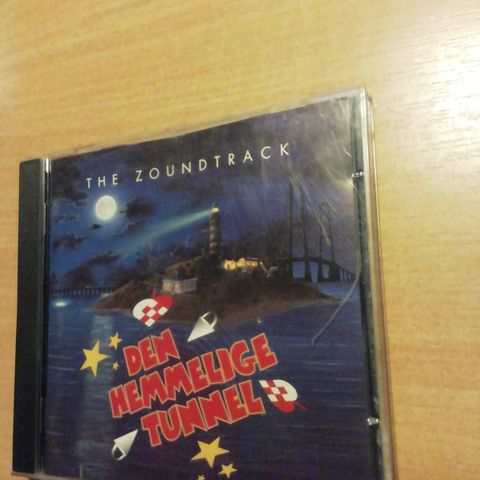 THE ZOUNDTRACK
DEN
HEMMELIGE
TUNNEL